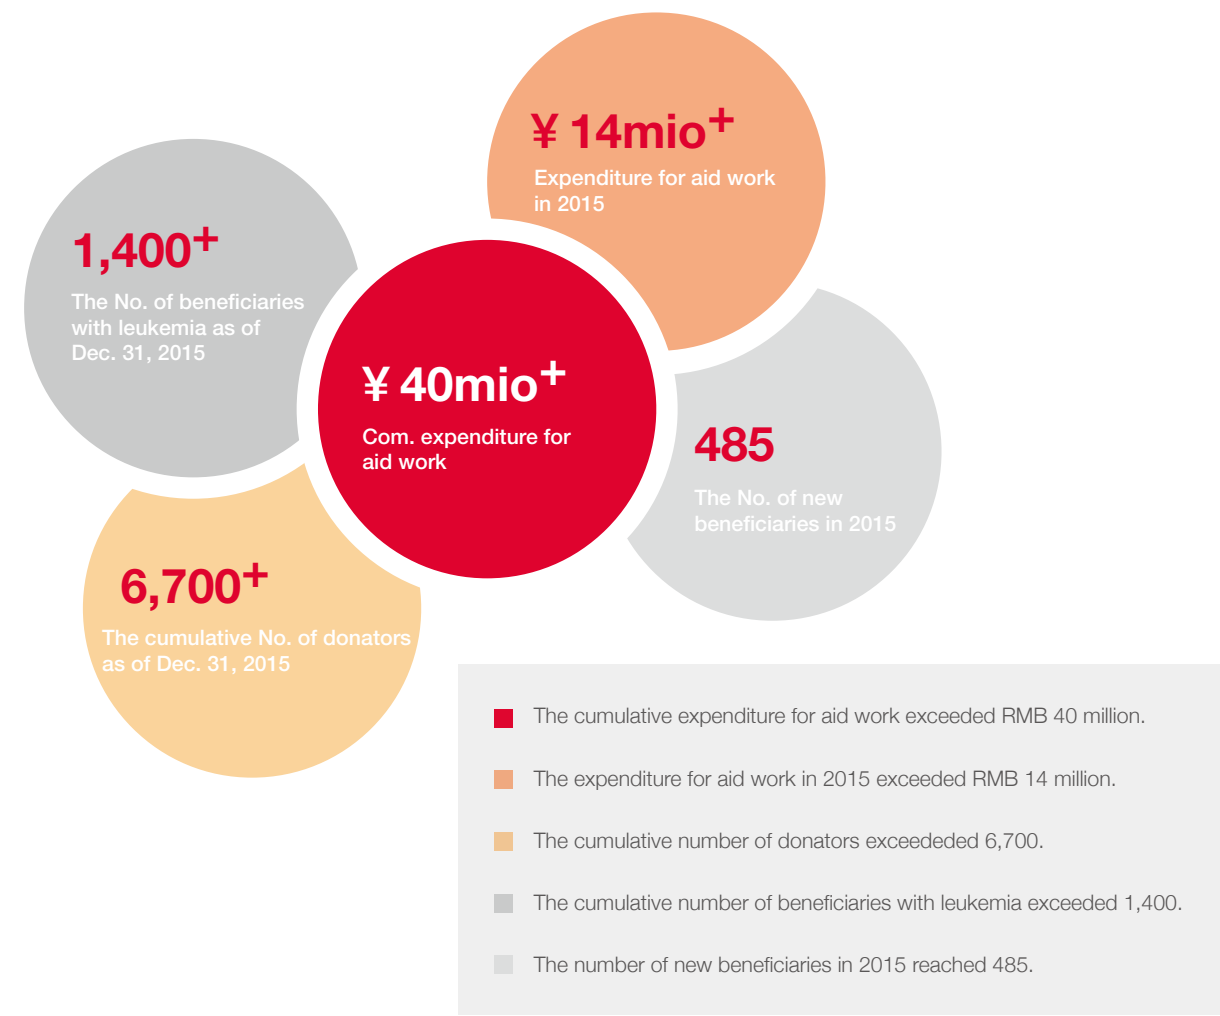 ¥ 14mio+
Expenditure for aid work
in 2015
1,400+
The No. of beneficiaries
with leukemia as of
Dec. 31, 2015
¥ 40mio+
Com. expenditure for
aid work
485
The No. of new
beneficiaries in 2015
6,700+
The cumulative No. of donators
as of Dec. 31, 2015
The cumulative expenditure for aid work exceeded RMB 40 million.
The expenditure for aid work in 2015 exceeded RMB 14 million.
The cumulative number of donators exceededed 6,700.
The cumulative number of beneficiaries with leukemia exceeded 1,400.
The number of new beneficiaries in 2015 reached 485.